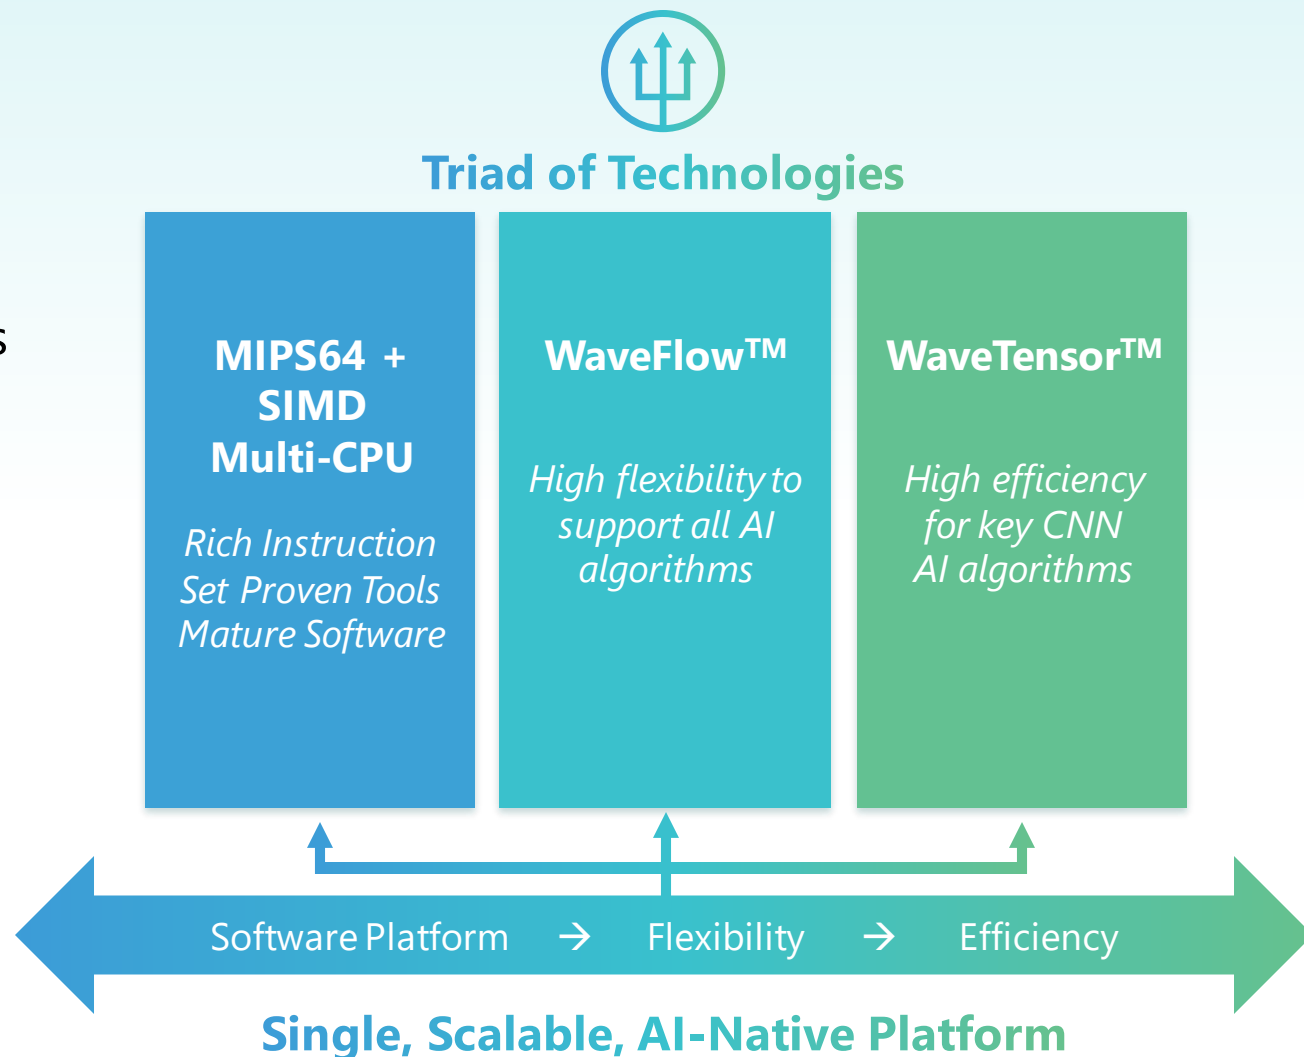 Triad of Technologies
s
MIPS64 +
SIMD
Multi-CPU
Rich Instruction
Set Proven Tools
Mature Software
WaveFlow™
High flexibility to
support all AI
algorithms
WaveTensor™
High efficiency
for key CNN
AI algorithms
Software Platform → Flexibility → Efficiency
Single, Scalable, AI-Native Platform